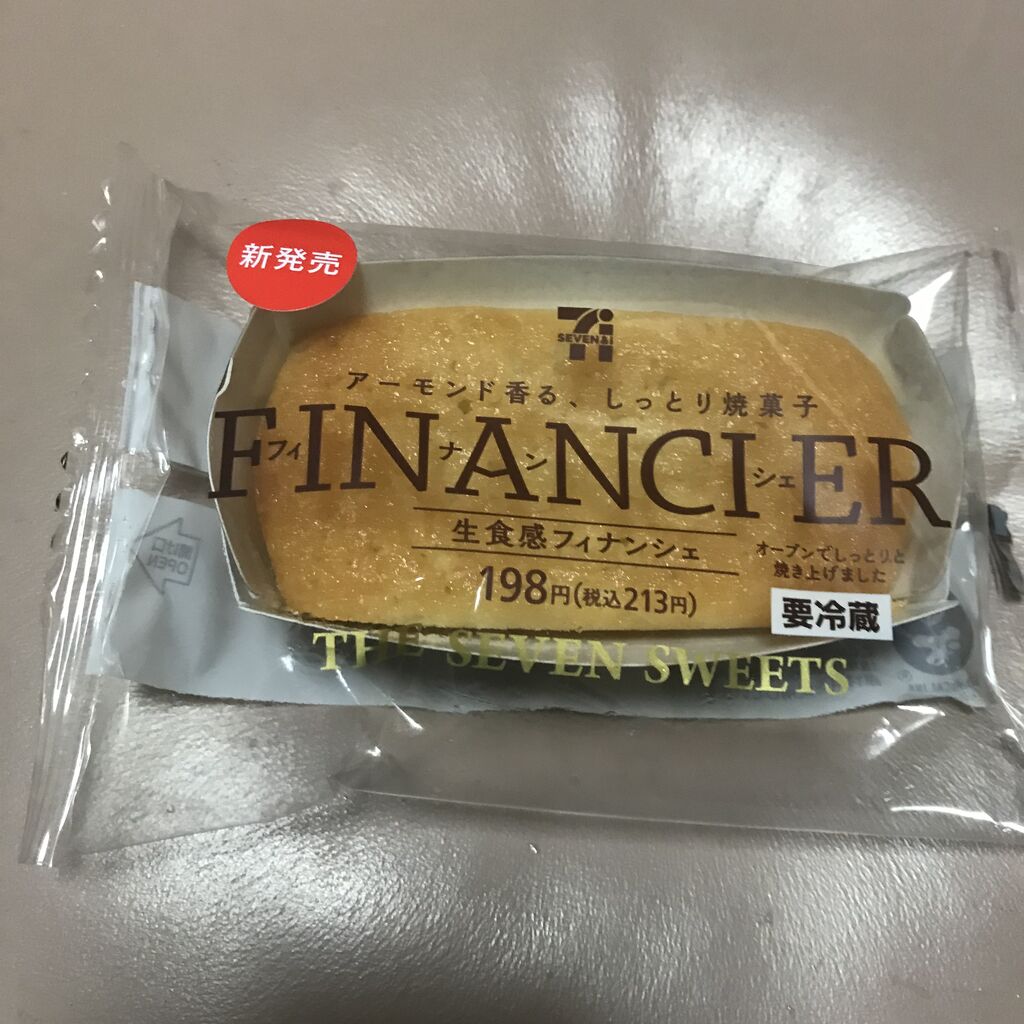 新発売
7i
SEVEN&i
アーモンド香る、しっとり焼菓子
FINANCIER
フィナンシェ
生食感フィナンシェ
オーブンでしっとりと
焼き上げました
198円(税込213円)
要冷蔵
THE SEVEN SWEETS
開け口
OPEN